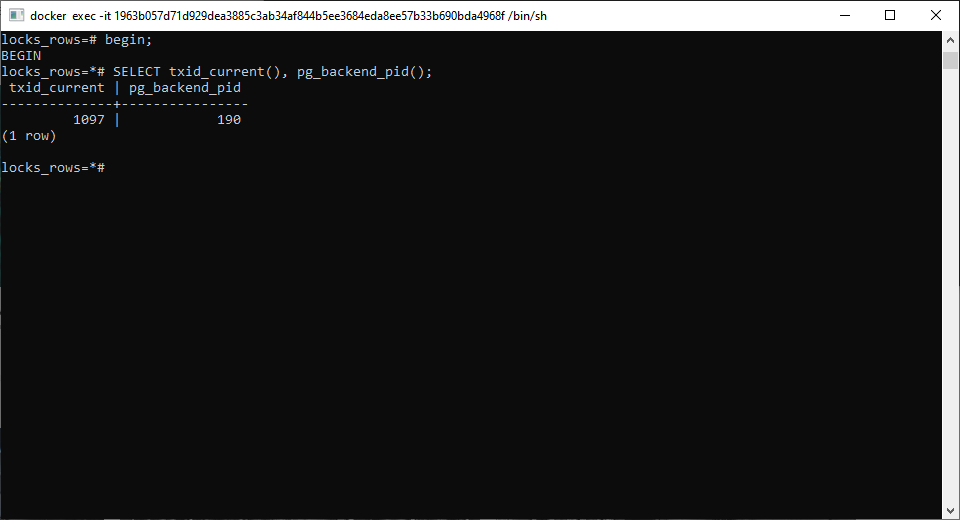 docker exec -it 1963b057d71d929dea3885c3ab34af844b5ee3684eda8ee57b33b690bda4968f /bin/sh
locks_rows=# begin;
BEGIN
locks_rows=*# SELECT txid_current(), pg_backend_pid();
 txid_current | pg_backend_pid
--------------+----------------
         1097 |            190
(1 row)
locks_rows=*#